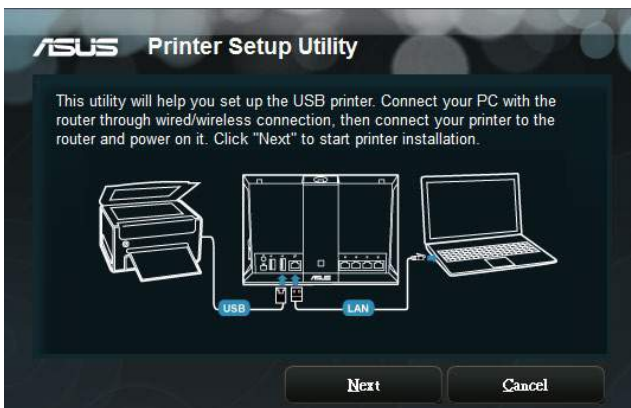 ASUS Printer Setup Utility
This utility will help you set up the USB printer. Connect your PC with the
router through wired/wireless connection, then connect your printer to the
router and power on it. Click "Next" to start printer installation.
ASUS
USB
LAN
Next
Cancel